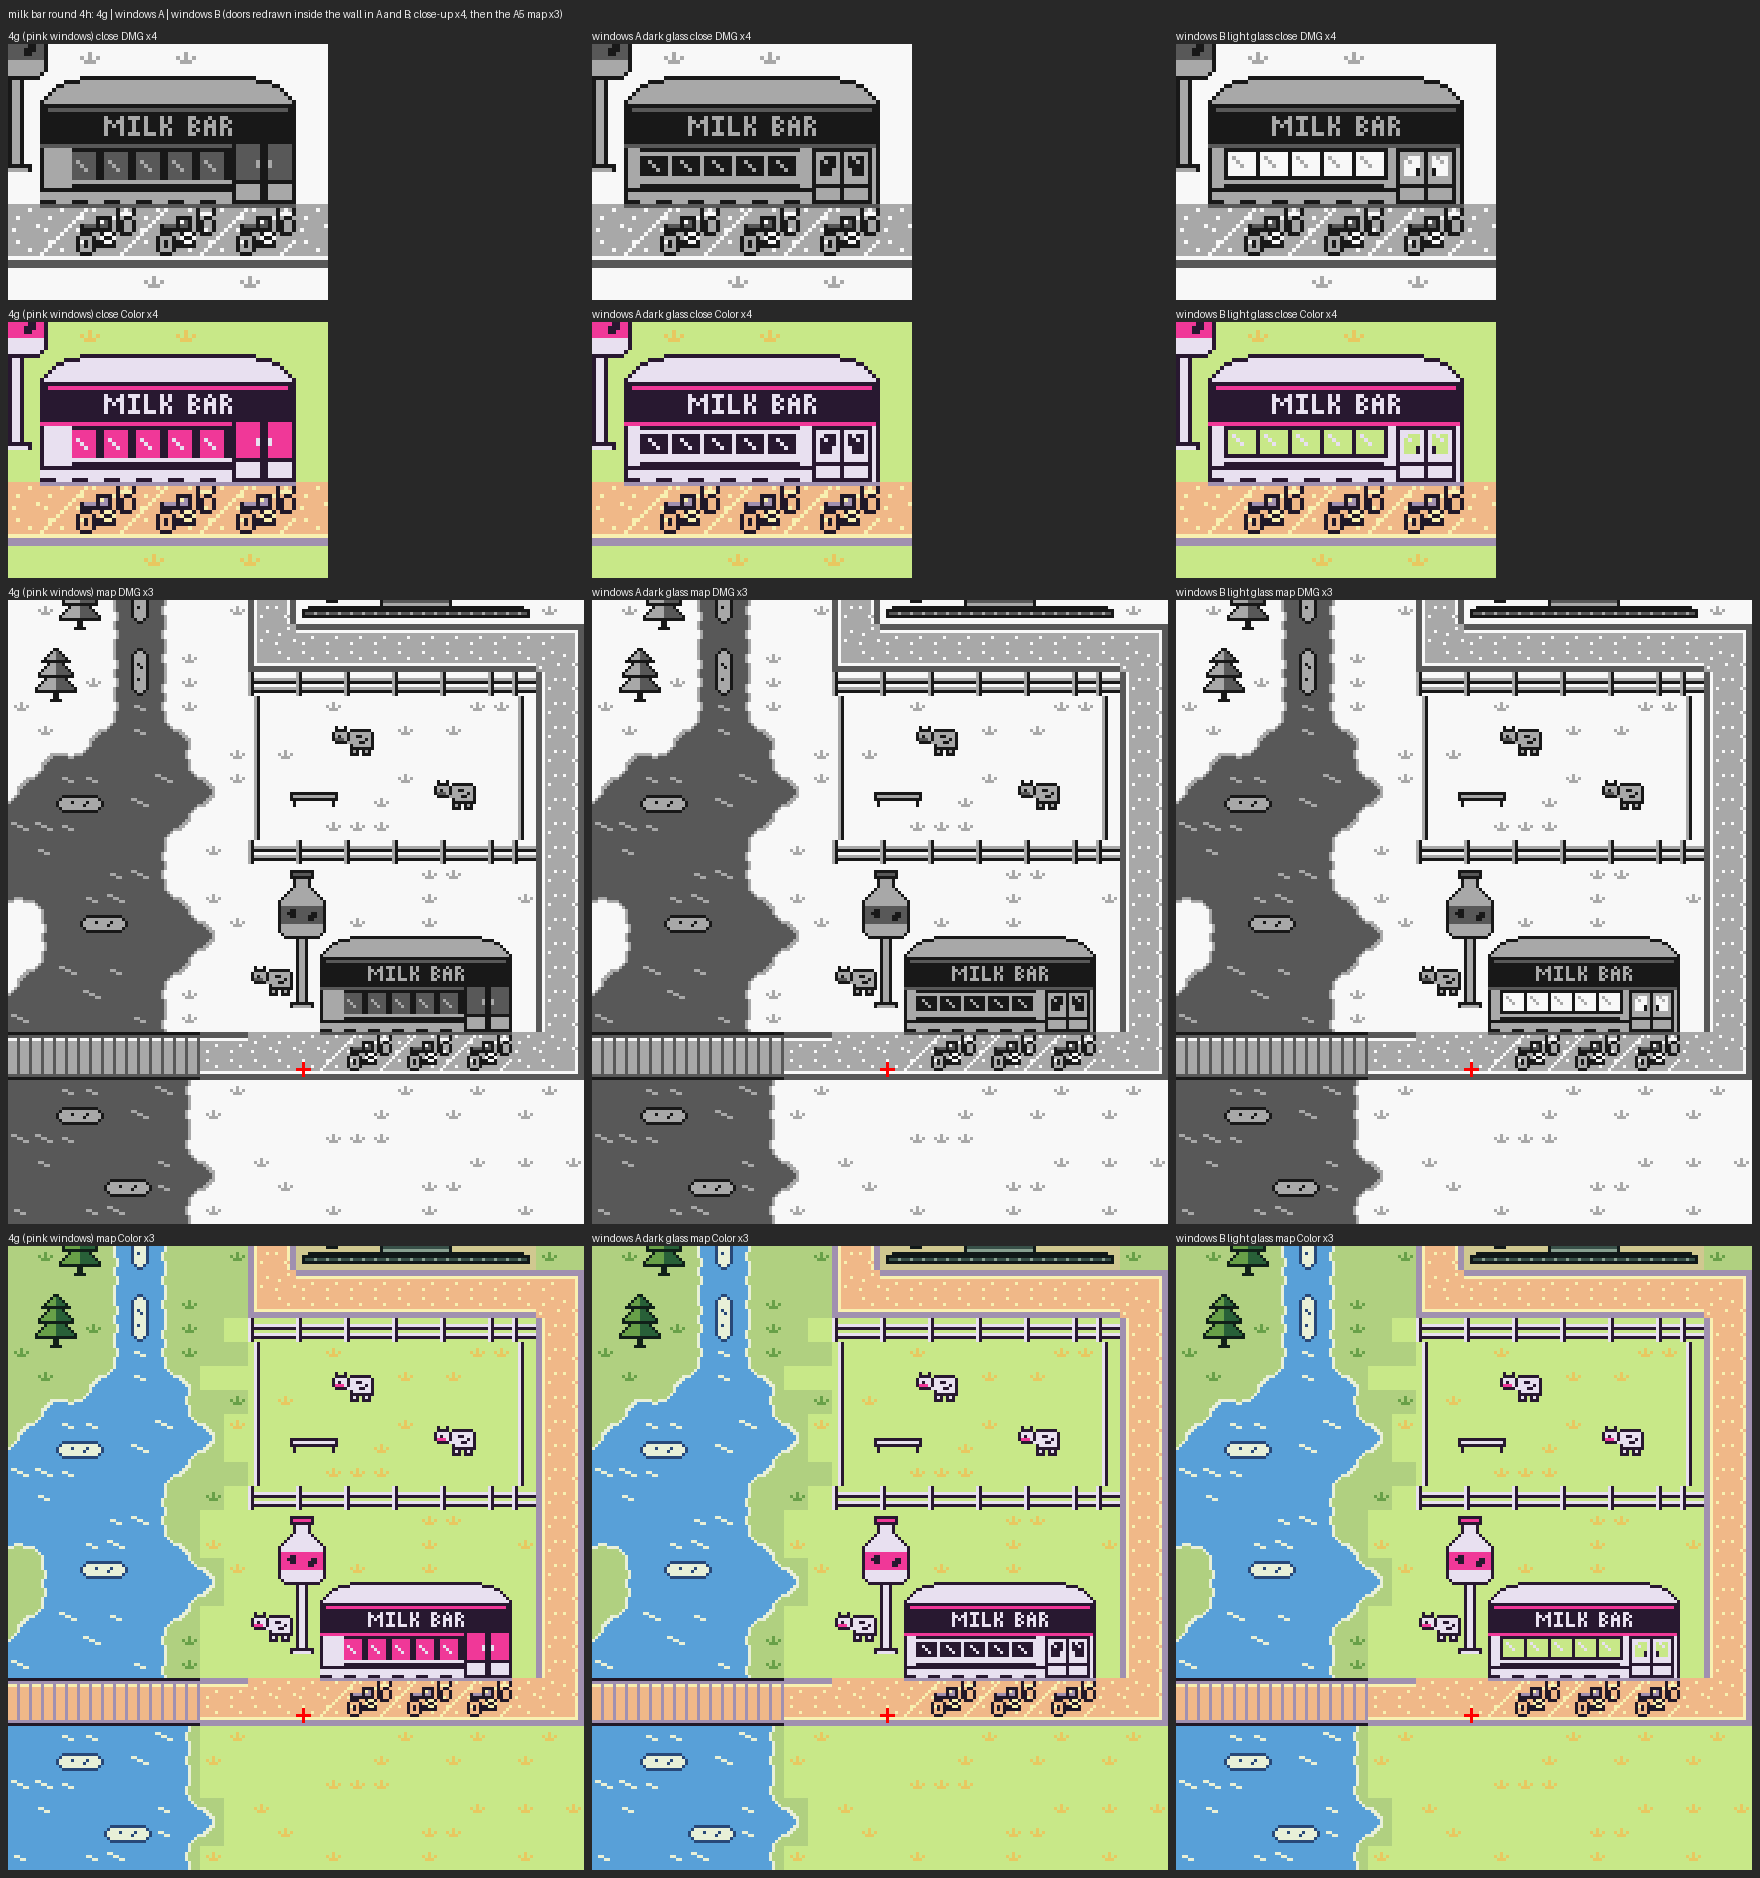 milk bar round 4h: 4g | windows A | windows B (doors redrawn inside the wall in A and B; close-up x4, then the A5 map x3)
4g (pink windows) close DMG x4
windows A dark glass close DMG x4
windows B light glass close DMG x4
MILK BAR
MILK BAR
MILK BAR
4g (pink windows) close Color x4
windows A dark glass close Color x4
windows B light glass close Color x4
MILK BAR
MILK BAR
MILK BAR
4g (pink windows) map DMG x3
windows A dark glass map DMG x3
windows B light glass map DMG x3
MILK BAR
MILK BAR
MILK BAR
4g (pink windows) map Color x3
windows A dark glass map Color x3
windows B light glass map Color x3
MILK BAR
MILK BAR
MILK BAR